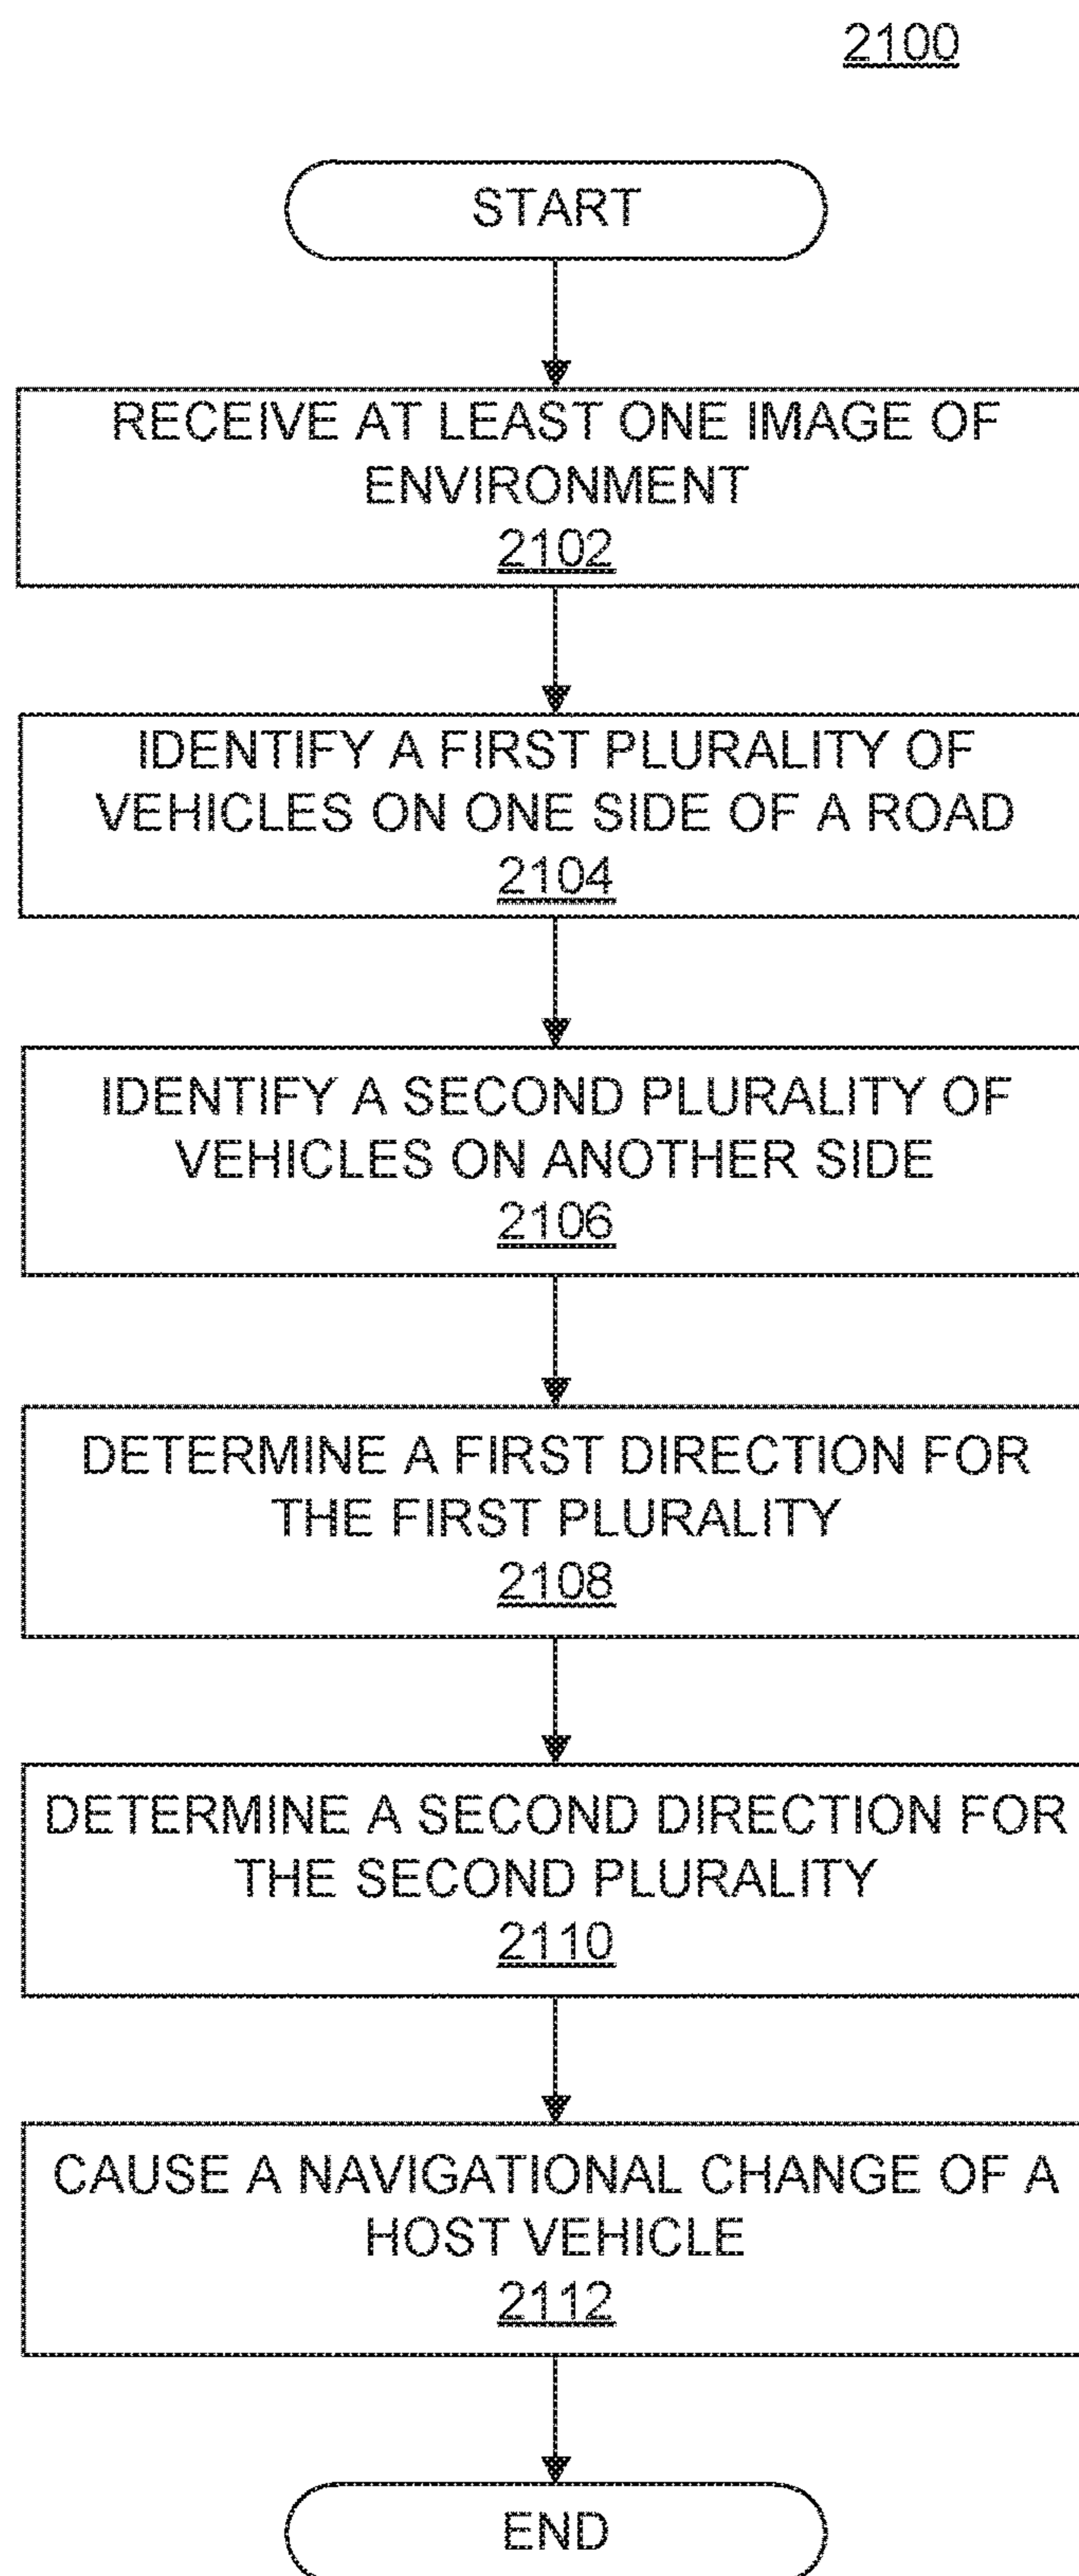 2100
START
RECEIVE AT LEAST ONE IMAGE OF
ENVIRONMENT
2102
IDENTIFY A FIRST PLURALITY OF
VEHICLES ON ONE SIDE OF A ROAD
2104
IDENTIFY A SECOND PLURALITY OF
VEHICLES ON ANOTHER SIDE
2106
DETERMINE A FIRST DIRECTION FOR
THE FIRST PLURALITY
2108
DETERMINE A SECOND DIRECTION FOR
THE SECOND PLURALITY
2110
CAUSE A NAVIGATIONAL CHANGE OF A
HOST VEHICLE
2112
END